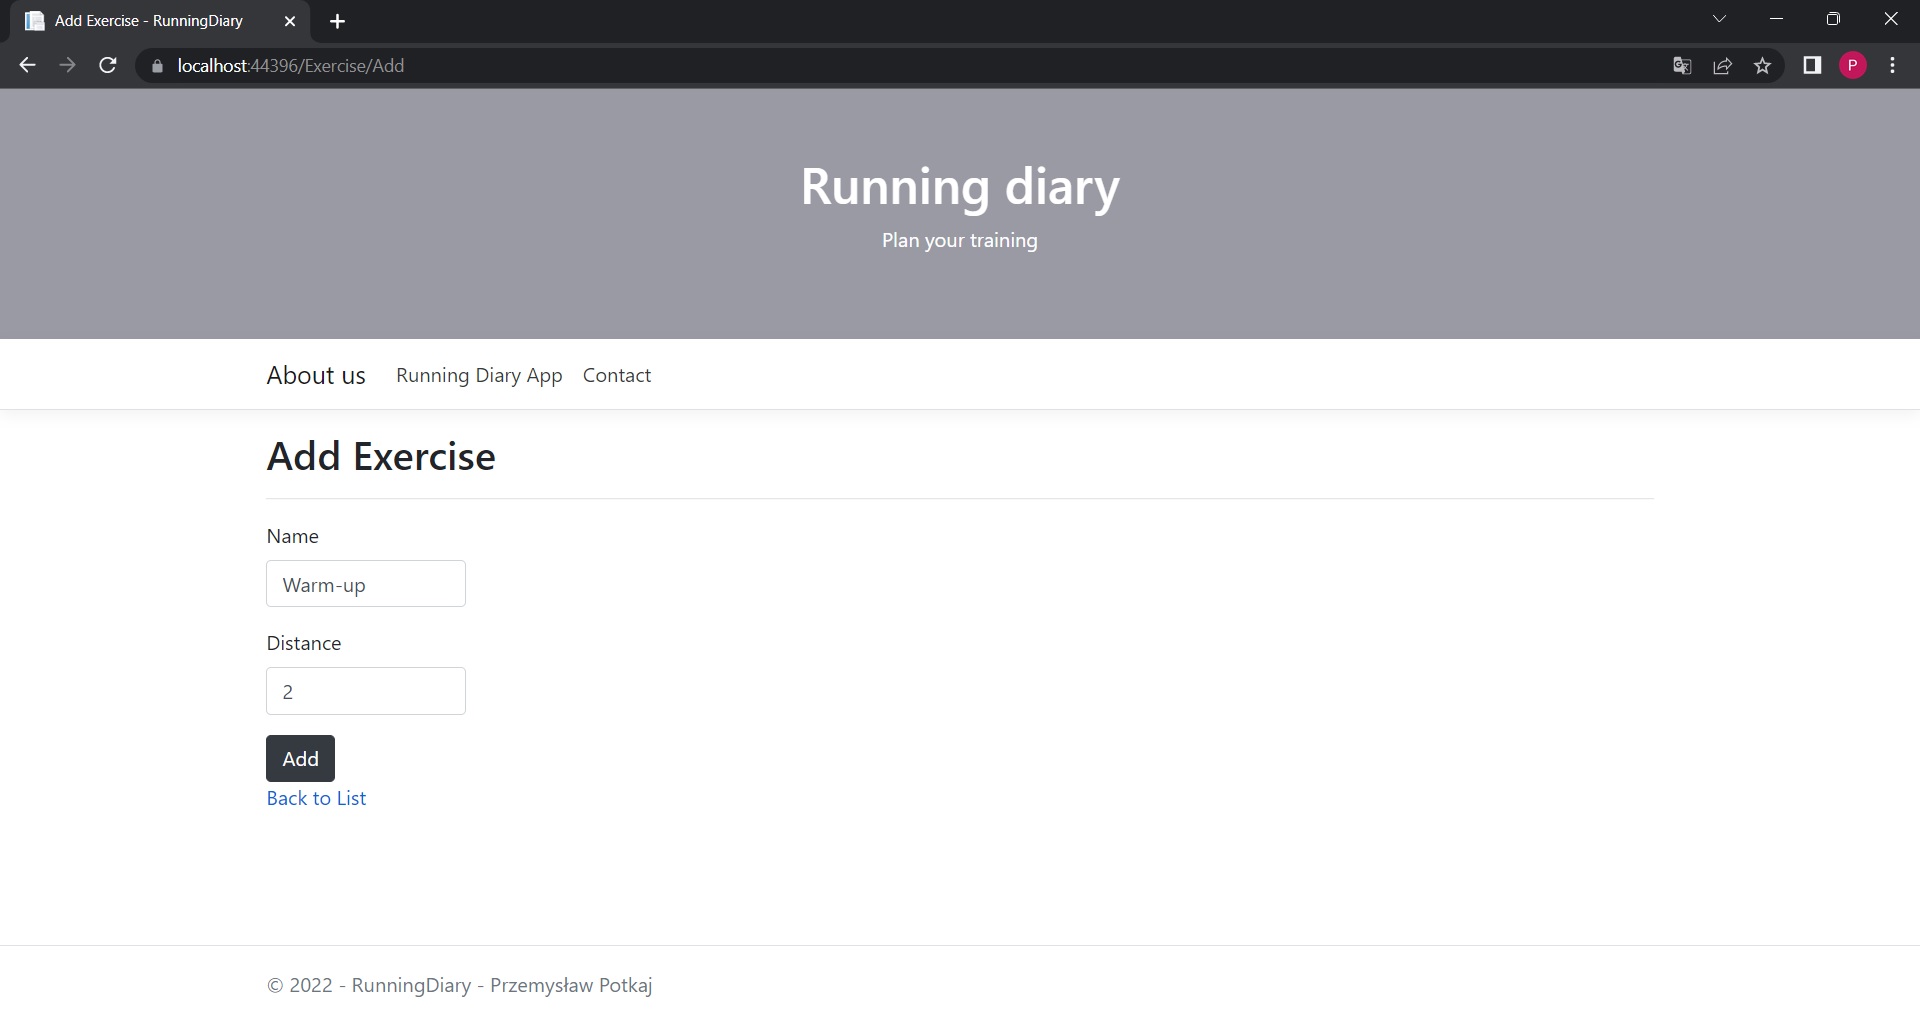 Add Exercise - RunningDiary
localhost:44396/Exercise/Add
P
Running diary
Plan your training
About us Running Diary App Contact
Add Exercise
Name
Warm-up
Distance
2
Add
Back to List
© 2022 - RunningDiary - Przemysław Potkaj